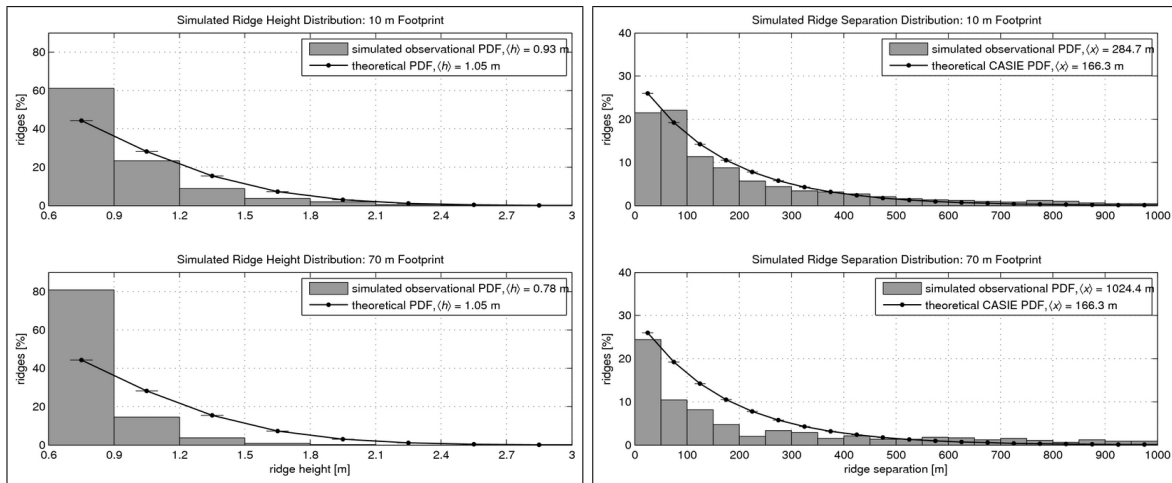 Simulated Ridge Height Distribution: 10 m Footprint
simulated observational PDF, ⟨h⟩ = 0.93 m
theoretical PDF, ⟨h⟩ = 1.05 m
ridges [%]
80
60
40
20
0
0.6 0.9 1.2 1.5 1.8 2.1 2.4 2.7 3
Simulated Ridge Height Distribution: 70 m Footprint
simulated observational PDF, ⟨h⟩ = 0.78 m
theoretical PDF, ⟨h⟩ = 1.05 m
ridges [%]
80
60
40
20
0
0.6 0.9 1.2 1.5 1.8 2.1 2.4 2.7 3
ridge height [m]
Simulated Ridge Separation Distribution: 10 m Footprint
simulated observational PDF, ⟨x⟩ = 284.7 m
theoretical CASIE PDF, ⟨x⟩ = 166.3 m
ridges [%]
40
30
20
10
0
0 100 200 300 400 500 600 700 800 900 1000
Simulated Ridge Separation Distribution: 70 m Footprint
simulated observational PDF, ⟨x⟩ = 1024.4 m
theoretical CASIE PDF, ⟨x⟩ = 166.3 m
ridges [%]
40
30
20
10
0
0 100 200 300 400 500 600 700 800 900 1000
ridge separation [m]